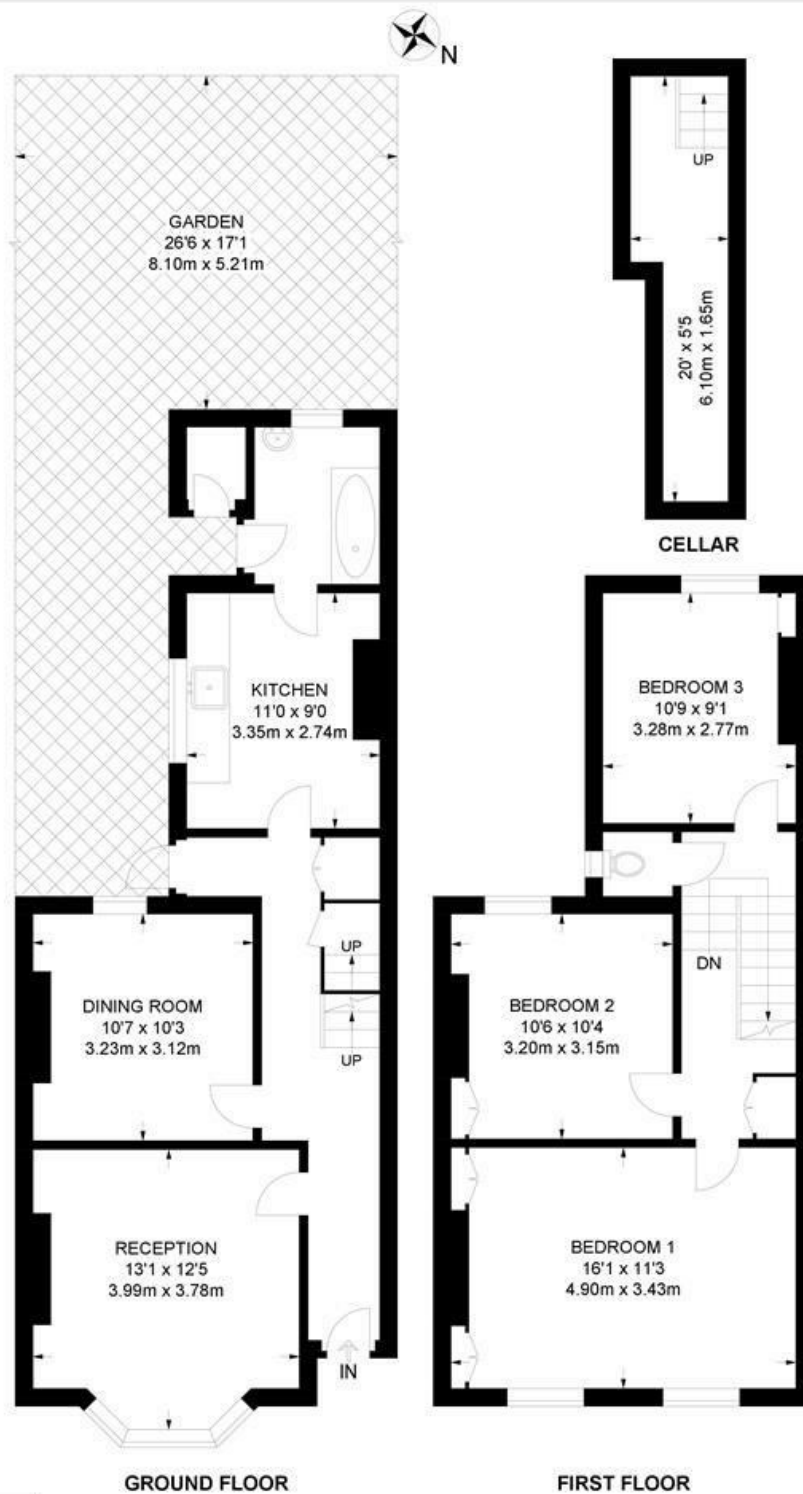 N
GARDEN
26'6 x 17'1
8.10m x 5.21m
UP
20' x 5'5
6.10m x 1.65m
CELLAR
KITCHEN
11'0 x 9'0
3.35m x 2.74m
BEDROOM 3
10'9 x 9'1
3.28m x 2.77m
UP
UP
DINING ROOM
10'7 x 10'3
3.23m x 3.12m
DN
BEDROOM 2
10'6 x 10'4
3.20m x 3.15m
RECEPTION
13'1 x 12'5
3.99m x 3.78m
BEDROOM 1
16'1 x 11'3
4.90m x 3.43m
IN
GROUND FLOOR
FIRST FLOOR